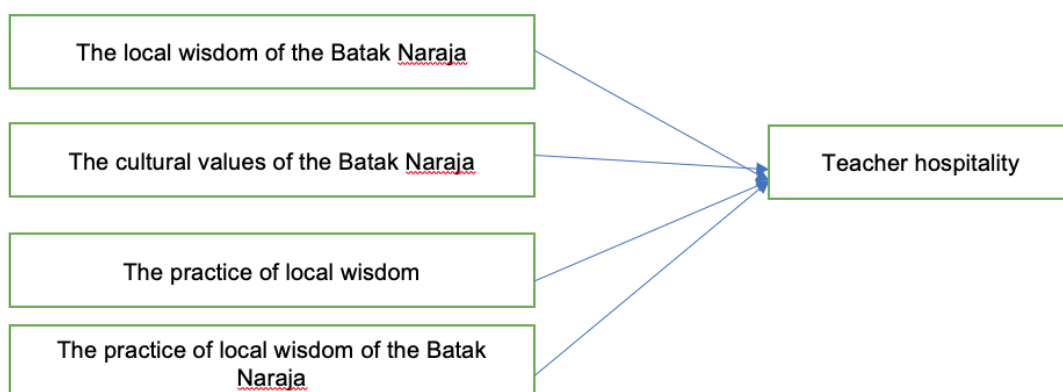 The local wisdom of the Batak Naraja
The cultural values of the Batak Naraja
Teacher hospitality
The practice of local wisdom
The practice of local wisdom of the Batak
Naraja